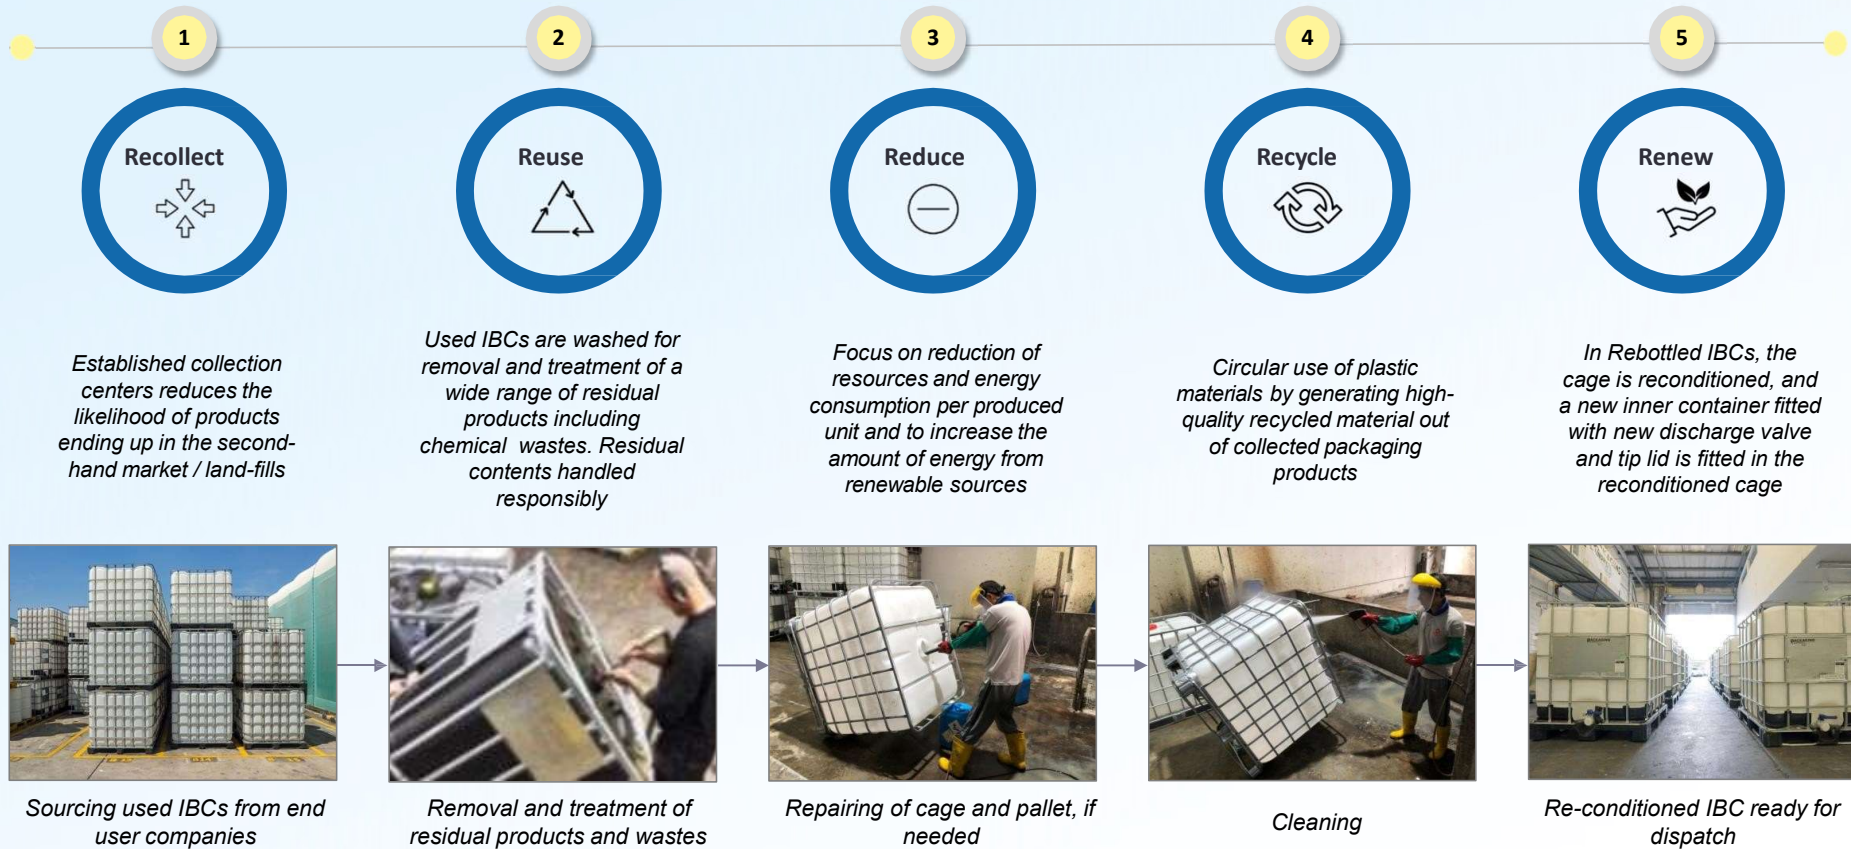 1
2
3
4
5
Recollect
Reuse
Reduce
Recycle
Renew
Established collection
centers reduces the
likelihood of products
ending up in the second-
hand market / land-fills
Used IBCs are washed for
removal and treatment of a
wide range of residual
products including
chemical wastes. Residual
contents handled
responsibly
Focus on reduction of
resources and energy
consumption per produced
unit and to increase the
amount of energy from
renewable sources
Circular use of plastic
materials by generating high-
quality recycled material out
of collected packaging
products
In Rebottled IBCs, the
cage is reconditioned, and
a new inner container fitted
with new discharge valve
and tip lid is fitted in the
reconditioned cage
Sourcing used IBCs from end
user companies
Removal and treatment of
residual products and wastes
Repairing of cage and pallet, if
needed
Cleaning
Re-conditioned IBC ready for
dispatch